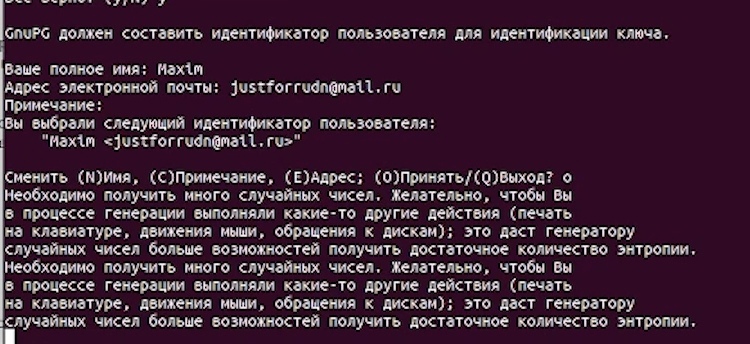 GnuPG должен составить идентификатор пользователя для идентификации ключа.
Ваше полное имя: Maxim
Адрес электронной почты: justforrudn@mail.ru
Примечание:
Вы выбрали следующий идентификатор пользователя:
"Maxim <justforrudn@mail.ru>"
Сменить (N)Имя, (C)Примечание, (E)Адрес; (O)Принять/(Q)Выход? o
Необходимо получить много случайных чисел. Желательно, чтобы Вы
в процессе генерации выполняли какие-то другие действия (печать
на клавиатуре, движения мыши, обращения к дискам); это даст генератору
случайных чисел больше возможностей получить достаточное количество энтропии.
Необходимо получить много случайных чисел. Желательно, чтобы Вы
в процессе генерации выполняли какие-то другие действия (печать
на клавиатуре, движения мыши, обращения к дискам); это даст генератору
случайных чисел больше возможностей получить достаточное количество энтропии.